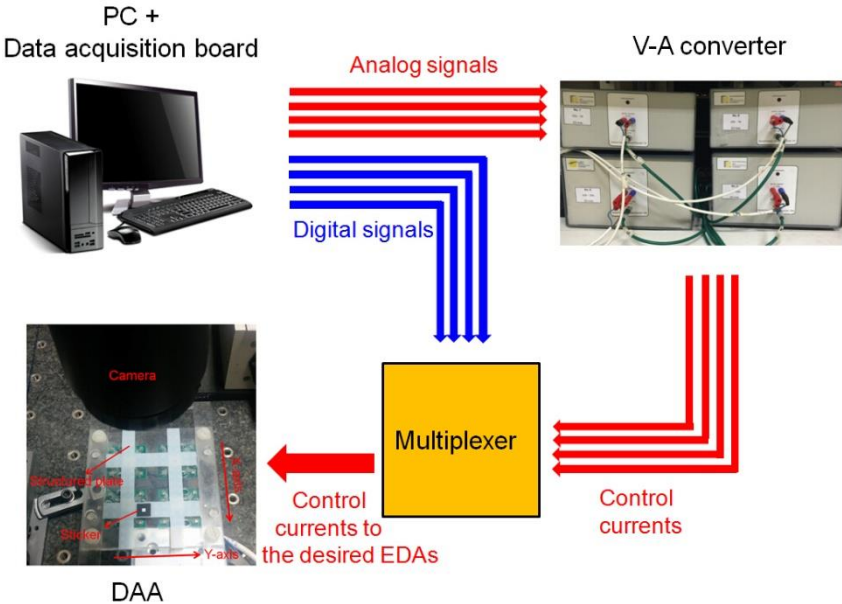 PC +
Data acquisition board
V-A converter
Analog signals
Digital signals
Camera
Structured plate
X-axis
Sticker
Y-axis
Multiplexer
Control
currents to
the desired EDAs
Control
currents
DAA